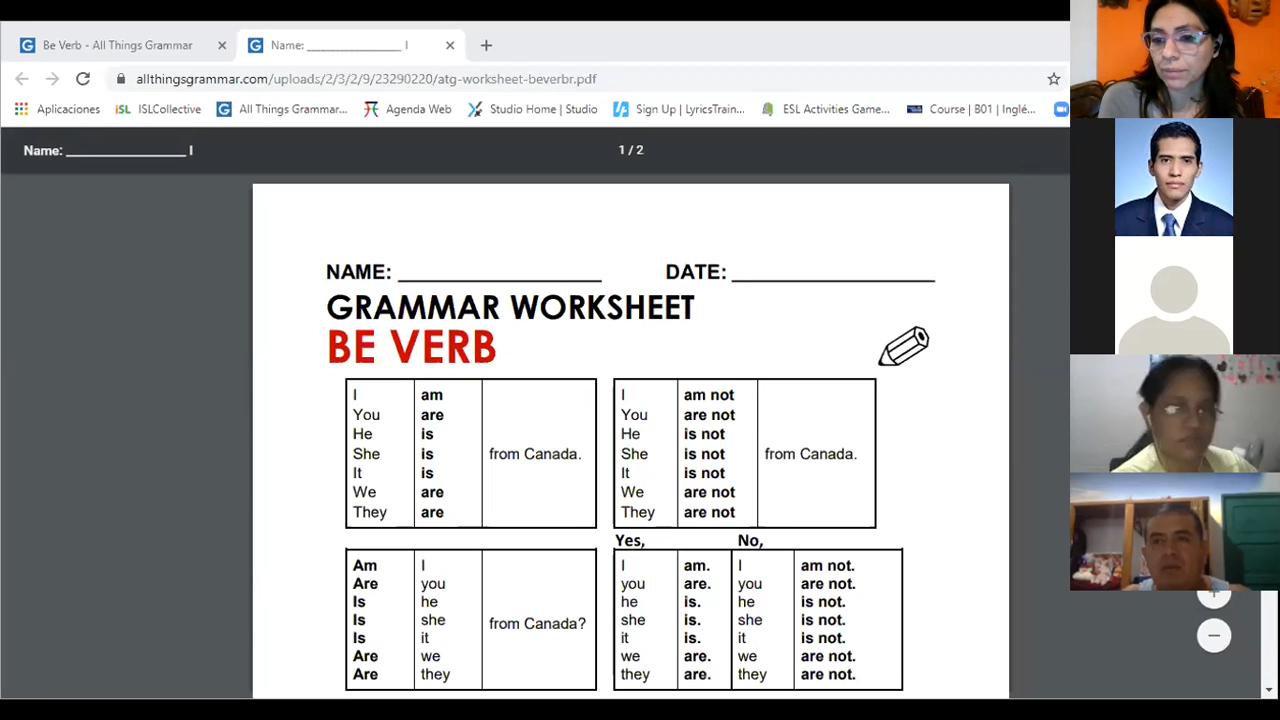 Be Verb - All Things Grammar
Name: _________________ I
allthingsgrammar.com/uploads/2/3/2/9/23290220/atg-worksheet-beverbr.pdf
Aplicaciones
iSL ISLCollective
All Things Grammar...
Agenda Web
Studio Home | Studio
Sign Up | LyricsTrain...
ESL Activities Game...
Course | B01 | Inglé...
Name: _________________ I
1 / 2
NAME: _________________ DATE: _________________
GRAMMAR WORKSHEET
BE VERB
I am
You are
He is
She is from Canada.
It is
We are
They are
I am not
You are not
He is not
She is not from Canada.
It is not
We are not
They are not
Am I
Are you
Is he
Is she from Canada?
Is it
Are we
Are they
Yes, No,
I am. I am not.
you are. you are not.
he is. he is not.
she is. she is not.
it is. it is not.
we are. we are not.
they are. they are not.